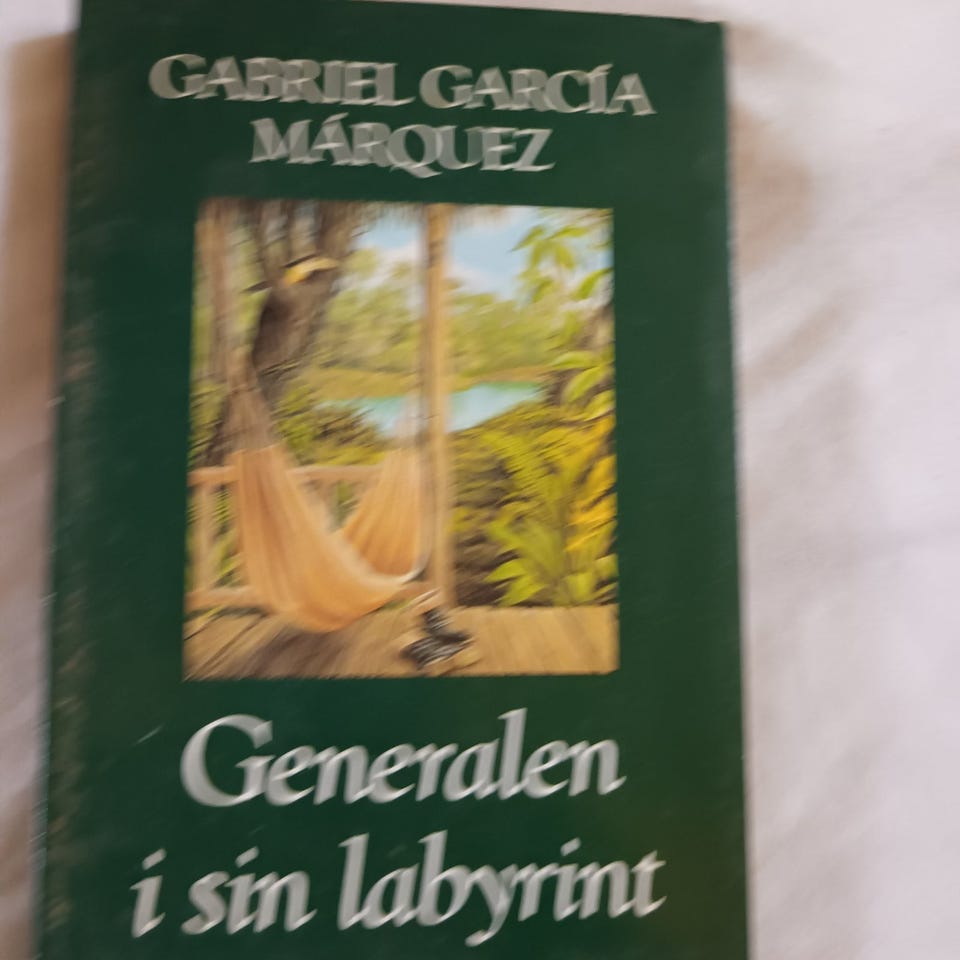 GABRIEL GARCÍA
MÁRQUEZ
Generalen
i sin labyrint